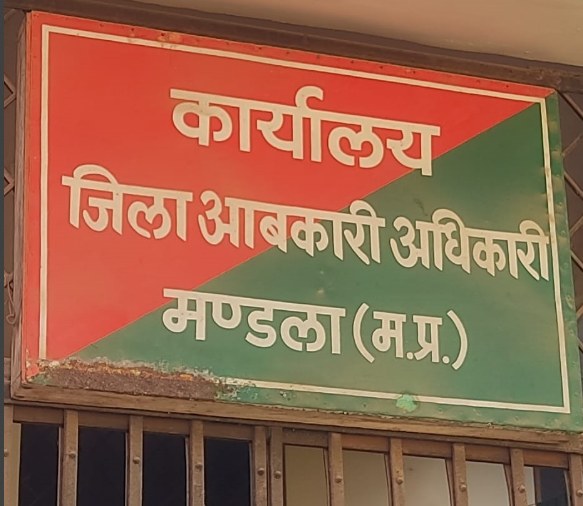 कार्यालय
जिला आबकारी अधिकारी
मण्डला (म.प्र.)